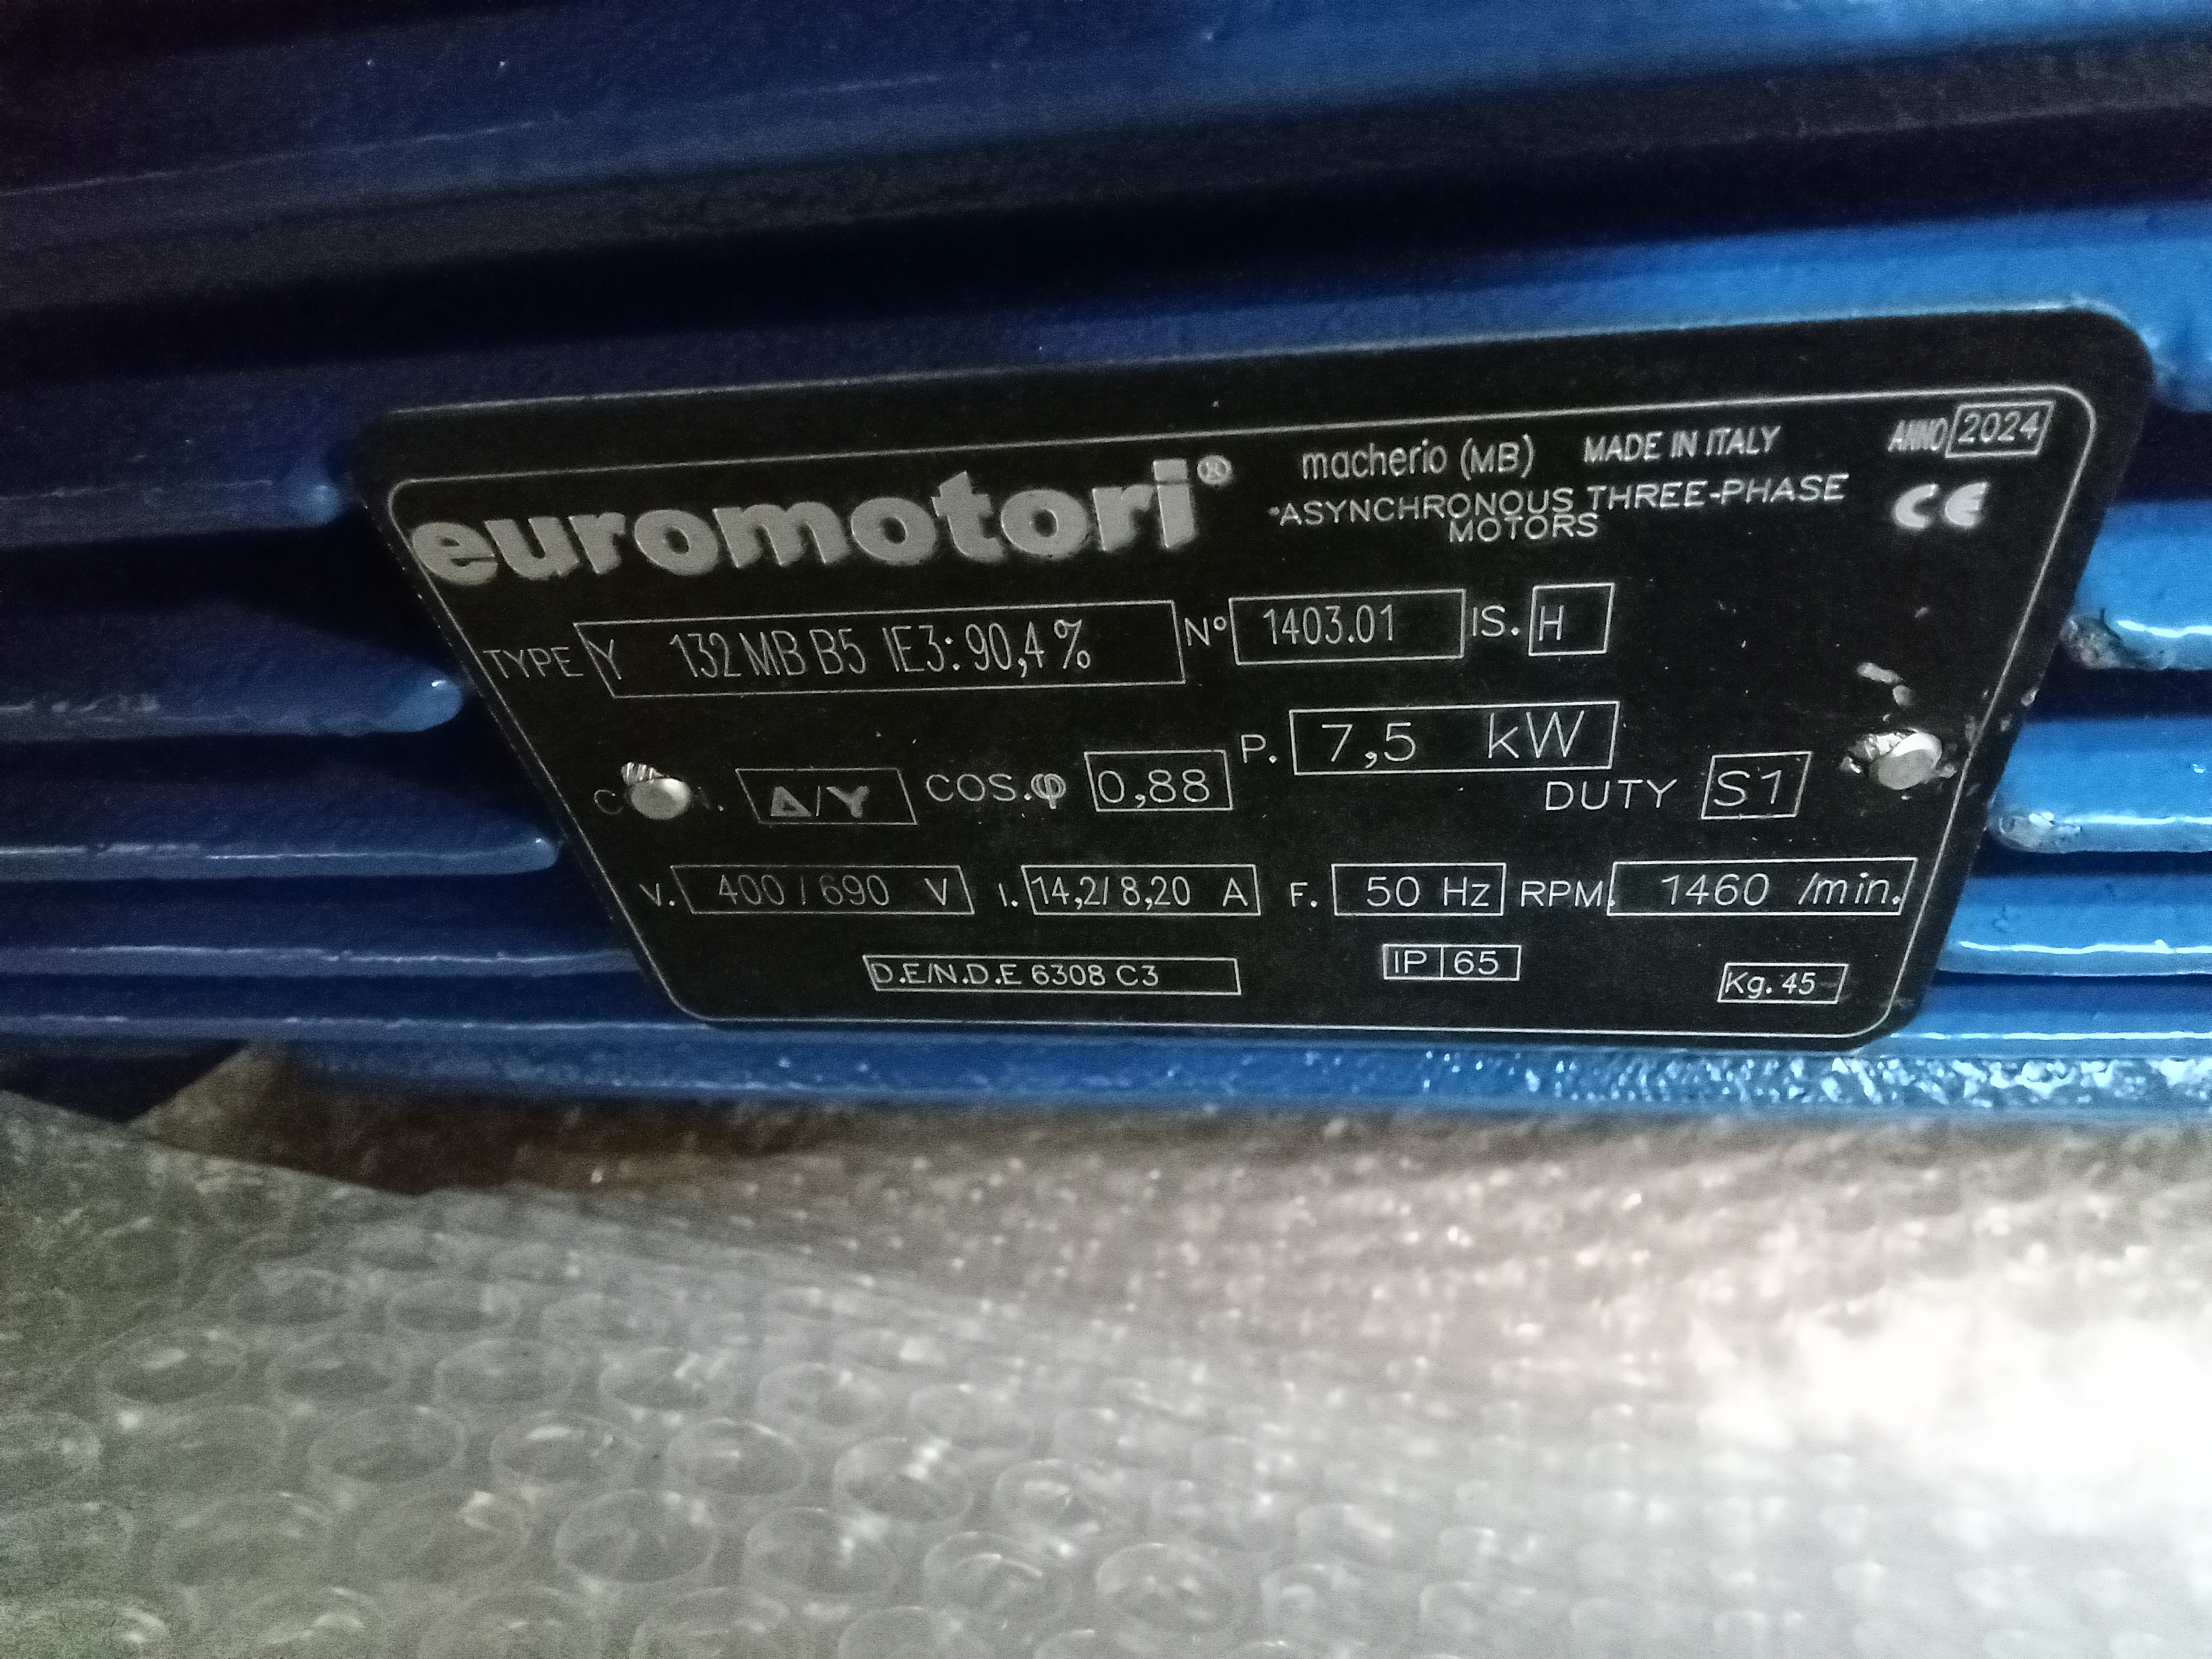 euromotori®
macherio (MB) MADE IN ITALY ANNO 2024
ASYNCHRONOUS THREE-PHASE
MOTORS
CE
TYPE Y 132 MB B5 IE3: 90,4 % N° 1403.01 IS. H
P. 7,5 kW
Δ/Y COS.φ 0,88 DUTY S1
V. 400 / 690 V I. 14,2/ 8,20 A F. 50 Hz RPM. 1460 /min.
D.E/N.D.E 6308 C3 IP 65 Kg. 45